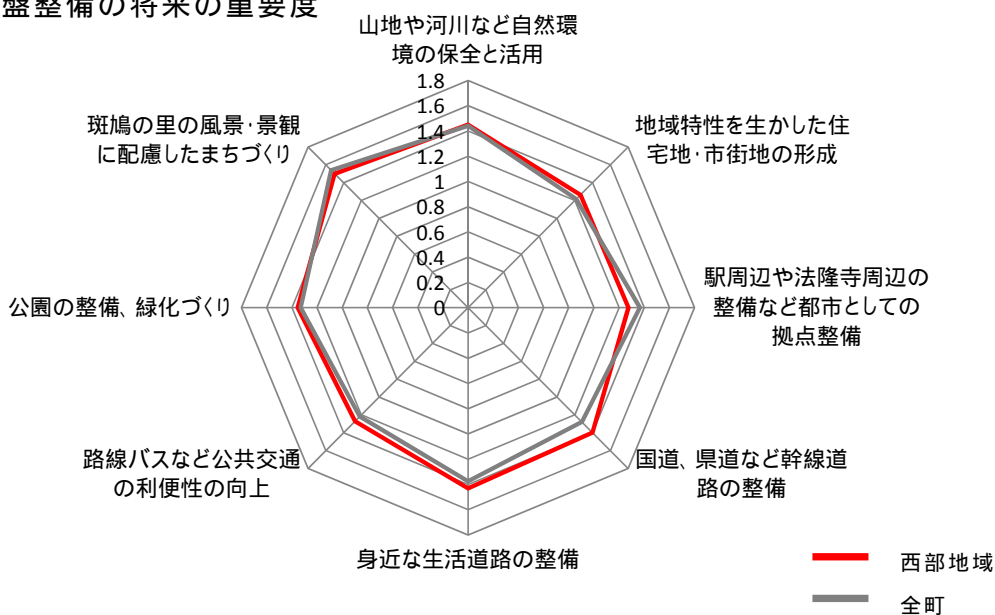 盤整備の将来の重要度
山地や河川など自然環
境の保全と活用
1.8
1.6
1.4
1.2
1
0.8
0.6
0.4
0.2
0
斑鳩の里の風景・景観
に配慮したまちづくり
地域特性を生かした住
宅地・市街地の形成
公園の整備、緑化づくり
駅周辺や法隆寺周辺の
整備など都市としての
拠点整備
路線バスなど公共交通
の利便性の向上
国道、県道など幹線道
路の整備
身近な生活道路の整備
西部地域
全町